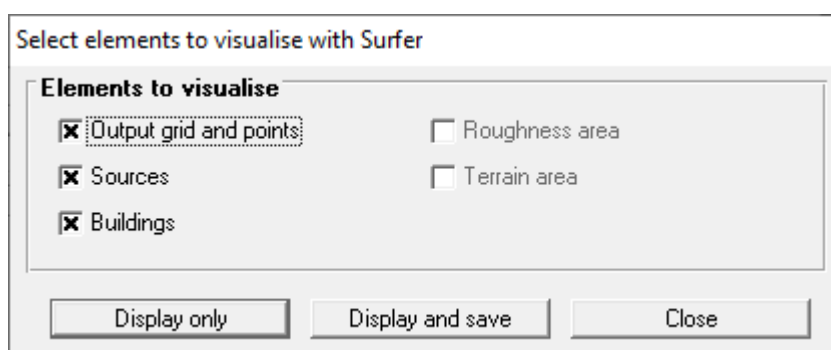 Select elements to visualise with Surfer
Elements to visualise
Output grid and points
Roughness area
Sources
Terrain area
Buildings
Display only
Display and save
Close